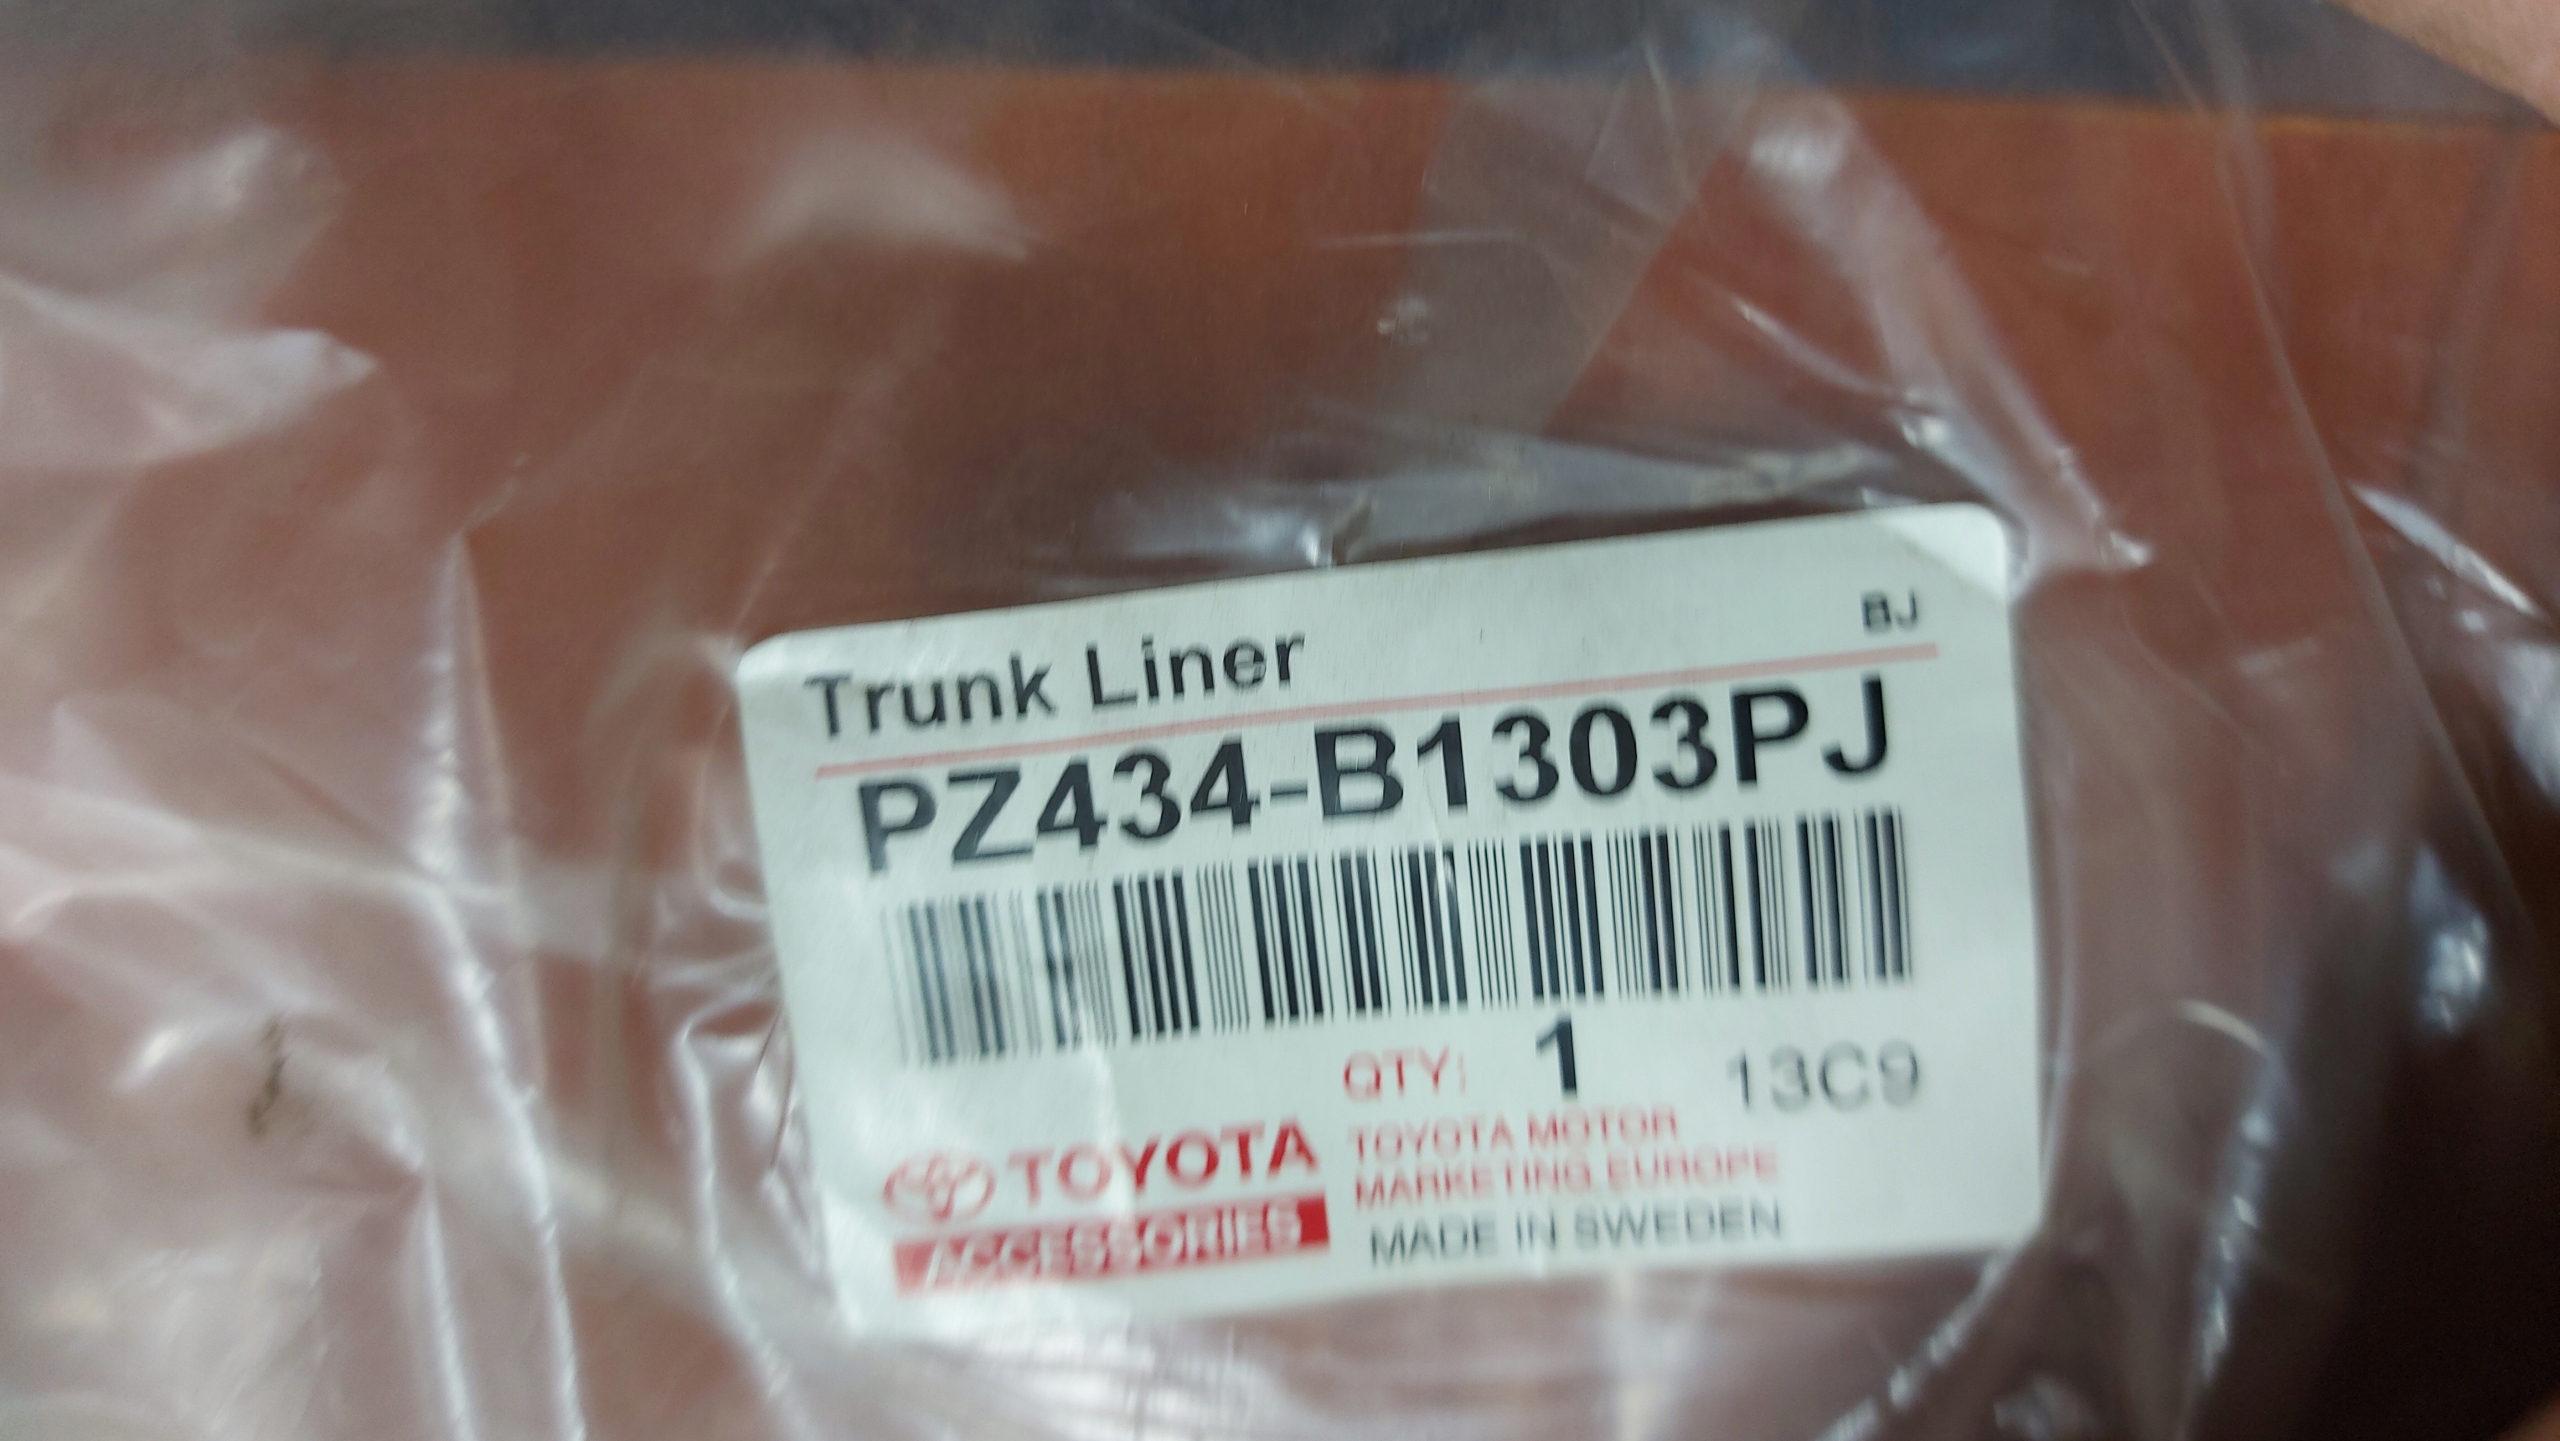 Trunk Liner BJ
PZ434-B1303PJ
QTY: 1 13C9
TOYOTA
ACCESSORIES
TOYOTA MOTOR
MARKETING EUROPE
MADE IN SWEDEN